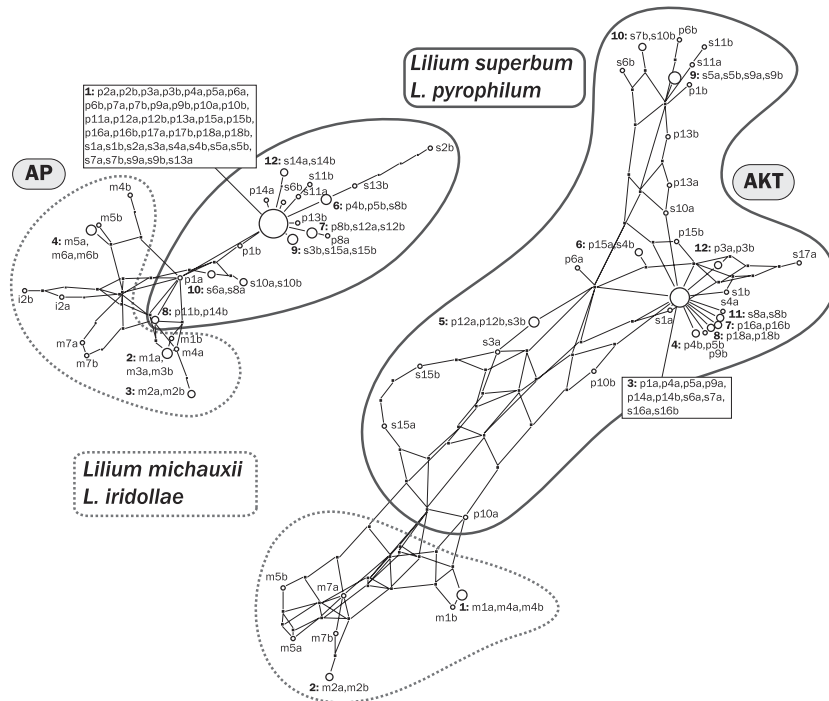 Lilium superbum
L. pyrophilum
AP
1: p2a,p2b,p3a,p3b,p4a,p5a,p6a,
p6b,p7a,p7b,p9a,p9b,p10a,p10b,
p11a,p12a,p12b,p13a,p15a,p15b,
p16a,p16b,p17a,p17b,p18a,p18b,
s1a,s1b,s2a,s3a,s4a,s4b,s5a,s5b,
s7a,s7b,s9a,s9b,s13a
s2b
12: s14a,s14b
s11b
p14a
s6b
s11a
s13b
6: p4b,p5b,s8b
p13b
7: p8b,s12a,s12b
p8a
9: s3b,s15a,s15b
p1b
m4b
m5b
4: m5a,
m6a,m6b
p1a
10: s6a,s8a
s10a,s10b
i2b
i2a
8: p11b,p14b
m7a
m7b
m1b
m4a
2: m1a,
m3a,m3b
3: m2a,m2b
Lilium michauxii
L. iridollae
AKT
10: s7b,s10b
p6b
s11b
s6b
s11a
9: s5a,s5b,s9a,s9b
p1b
p13b
p13a
s10a
p15b
6: p15a,s4b
12: p3a,p3b
s17a
p6a
s1b
s4a
s1a
11: s8a,s8b
7: p16a,p16b
8: p18a,p18b
4: p4b,p5b
p9b
5: p12a,p12b,s3b
s3a
s15b
p10b
3: p1a,p4a,p5a,p9a,
p14a,p14b,s6a,s7a,
s16a,s16b
s15a
p10a
m5b
m7a
1: m1a,m4a,m4b
m1b
m7b
m5a
2: m2a,m2b